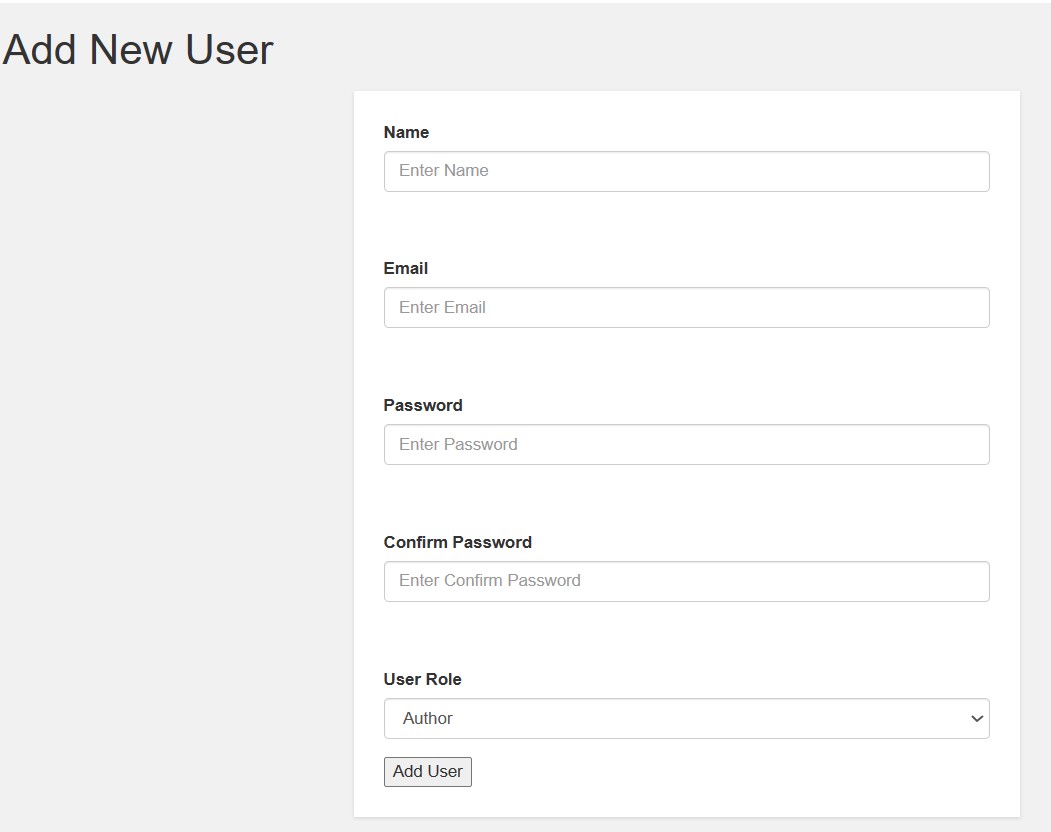 Add New User
Name
Enter Name
Email
Enter Email
Password
Enter Password
Confirm Password
Enter Confirm Password
User Role
Author
Add User